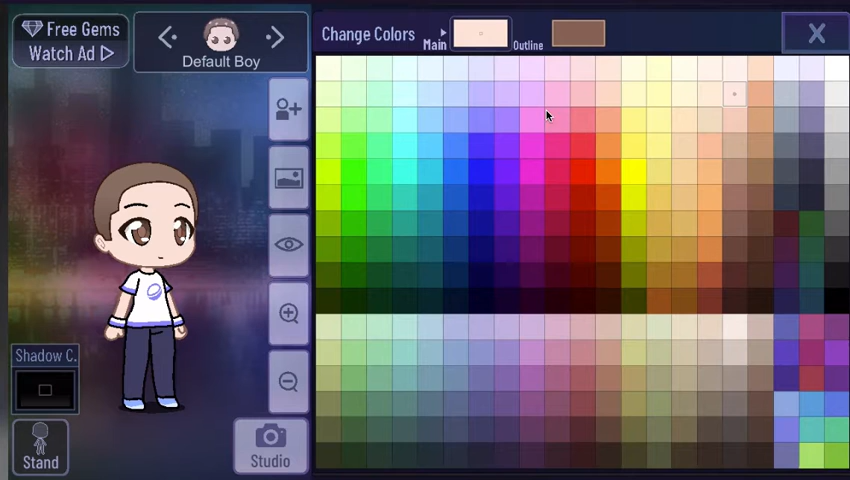 Free Gems
Watch Ad
Default Boy
Change Colors
Main
Outline
X
Shadow C.
Stand
Studio